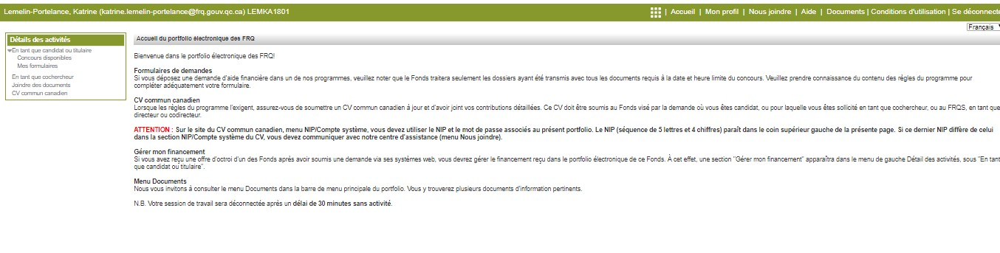 Lemelin-Portelance, Katrine (katrine.lemelin-portelance@frq.gouv.qc.ca) LEMKA1801
| Accueil | Mon profil | Nous joindre | Aide | Documents | Conditions d'utilisation | Se déconnecte
Français
Détails des activités
En tant que candidat ou titulaire
Concours disponibles
Mes formulaires
En tant que cochercheur
Joindre des documents
CV commun canadien
Accueil du portfolio électronique des FRQ
Bienvenue dans le portfolio électronique des FRQ!
Formulaires de demandes
Si vous déposez une demande d'aide financière dans un de nos programmes, veuillez noter que le Fonds traitera seulement les dossiers ayant été transmis avec tous les documents requis à la date et heure limite du concours. Veuillez prendre connaissance du contenu des règles du programme pour
compléter adéquatement votre formulaire.
CV commun canadien
Lorsque les règles du programme l'exigent, assurez-vous de soumettre un CV commun canadien à jour et d'avoir joint vos contributions détaillées. Ce CV doit être soumis au Fonds visé par la demande où vous êtes candidat, ou pour laquelle vous êtes sollicité en tant que cochercheur, ou au FRQS, en tant que
directeur ou codirecteur.
ATTENTION : Sur le site du CV commun canadien, menu NIP/Compte système, vous devez utiliser le NIP et le mot de passe associés au présent portfolio. Le NIP (séquence de 5 lettres et 4 chiffres) paraît dans le coin supérieur gauche de la présente page. Si ce dernier NIP diffère de celui
dans la section NIP/Compte système du CV, vous devez communiquer avec notre centre d'assistance (menu Nous joindre).
Gérer mon financement
Si vous avez reçu une offre d'octroi d'un des Fonds après avoir soumis une demande via ses systèmes web, vous devrez gérer le financement reçu dans le portfolio électronique de ce Fonds. À cet effet, une section "Gérer mon financement" apparaîtra dans le menu de gauche Détail des activités, sous "En tant
que candidat ou titulaire".
Menu Documents
Nous vous invitons à consulter le menu Documents dans la barre de menu principale du portfolio. Vous y trouverez plusieurs documents d'information pertinents.
N.B. Votre session de travail sera déconnectée après un délai de 30 minutes sans activité.